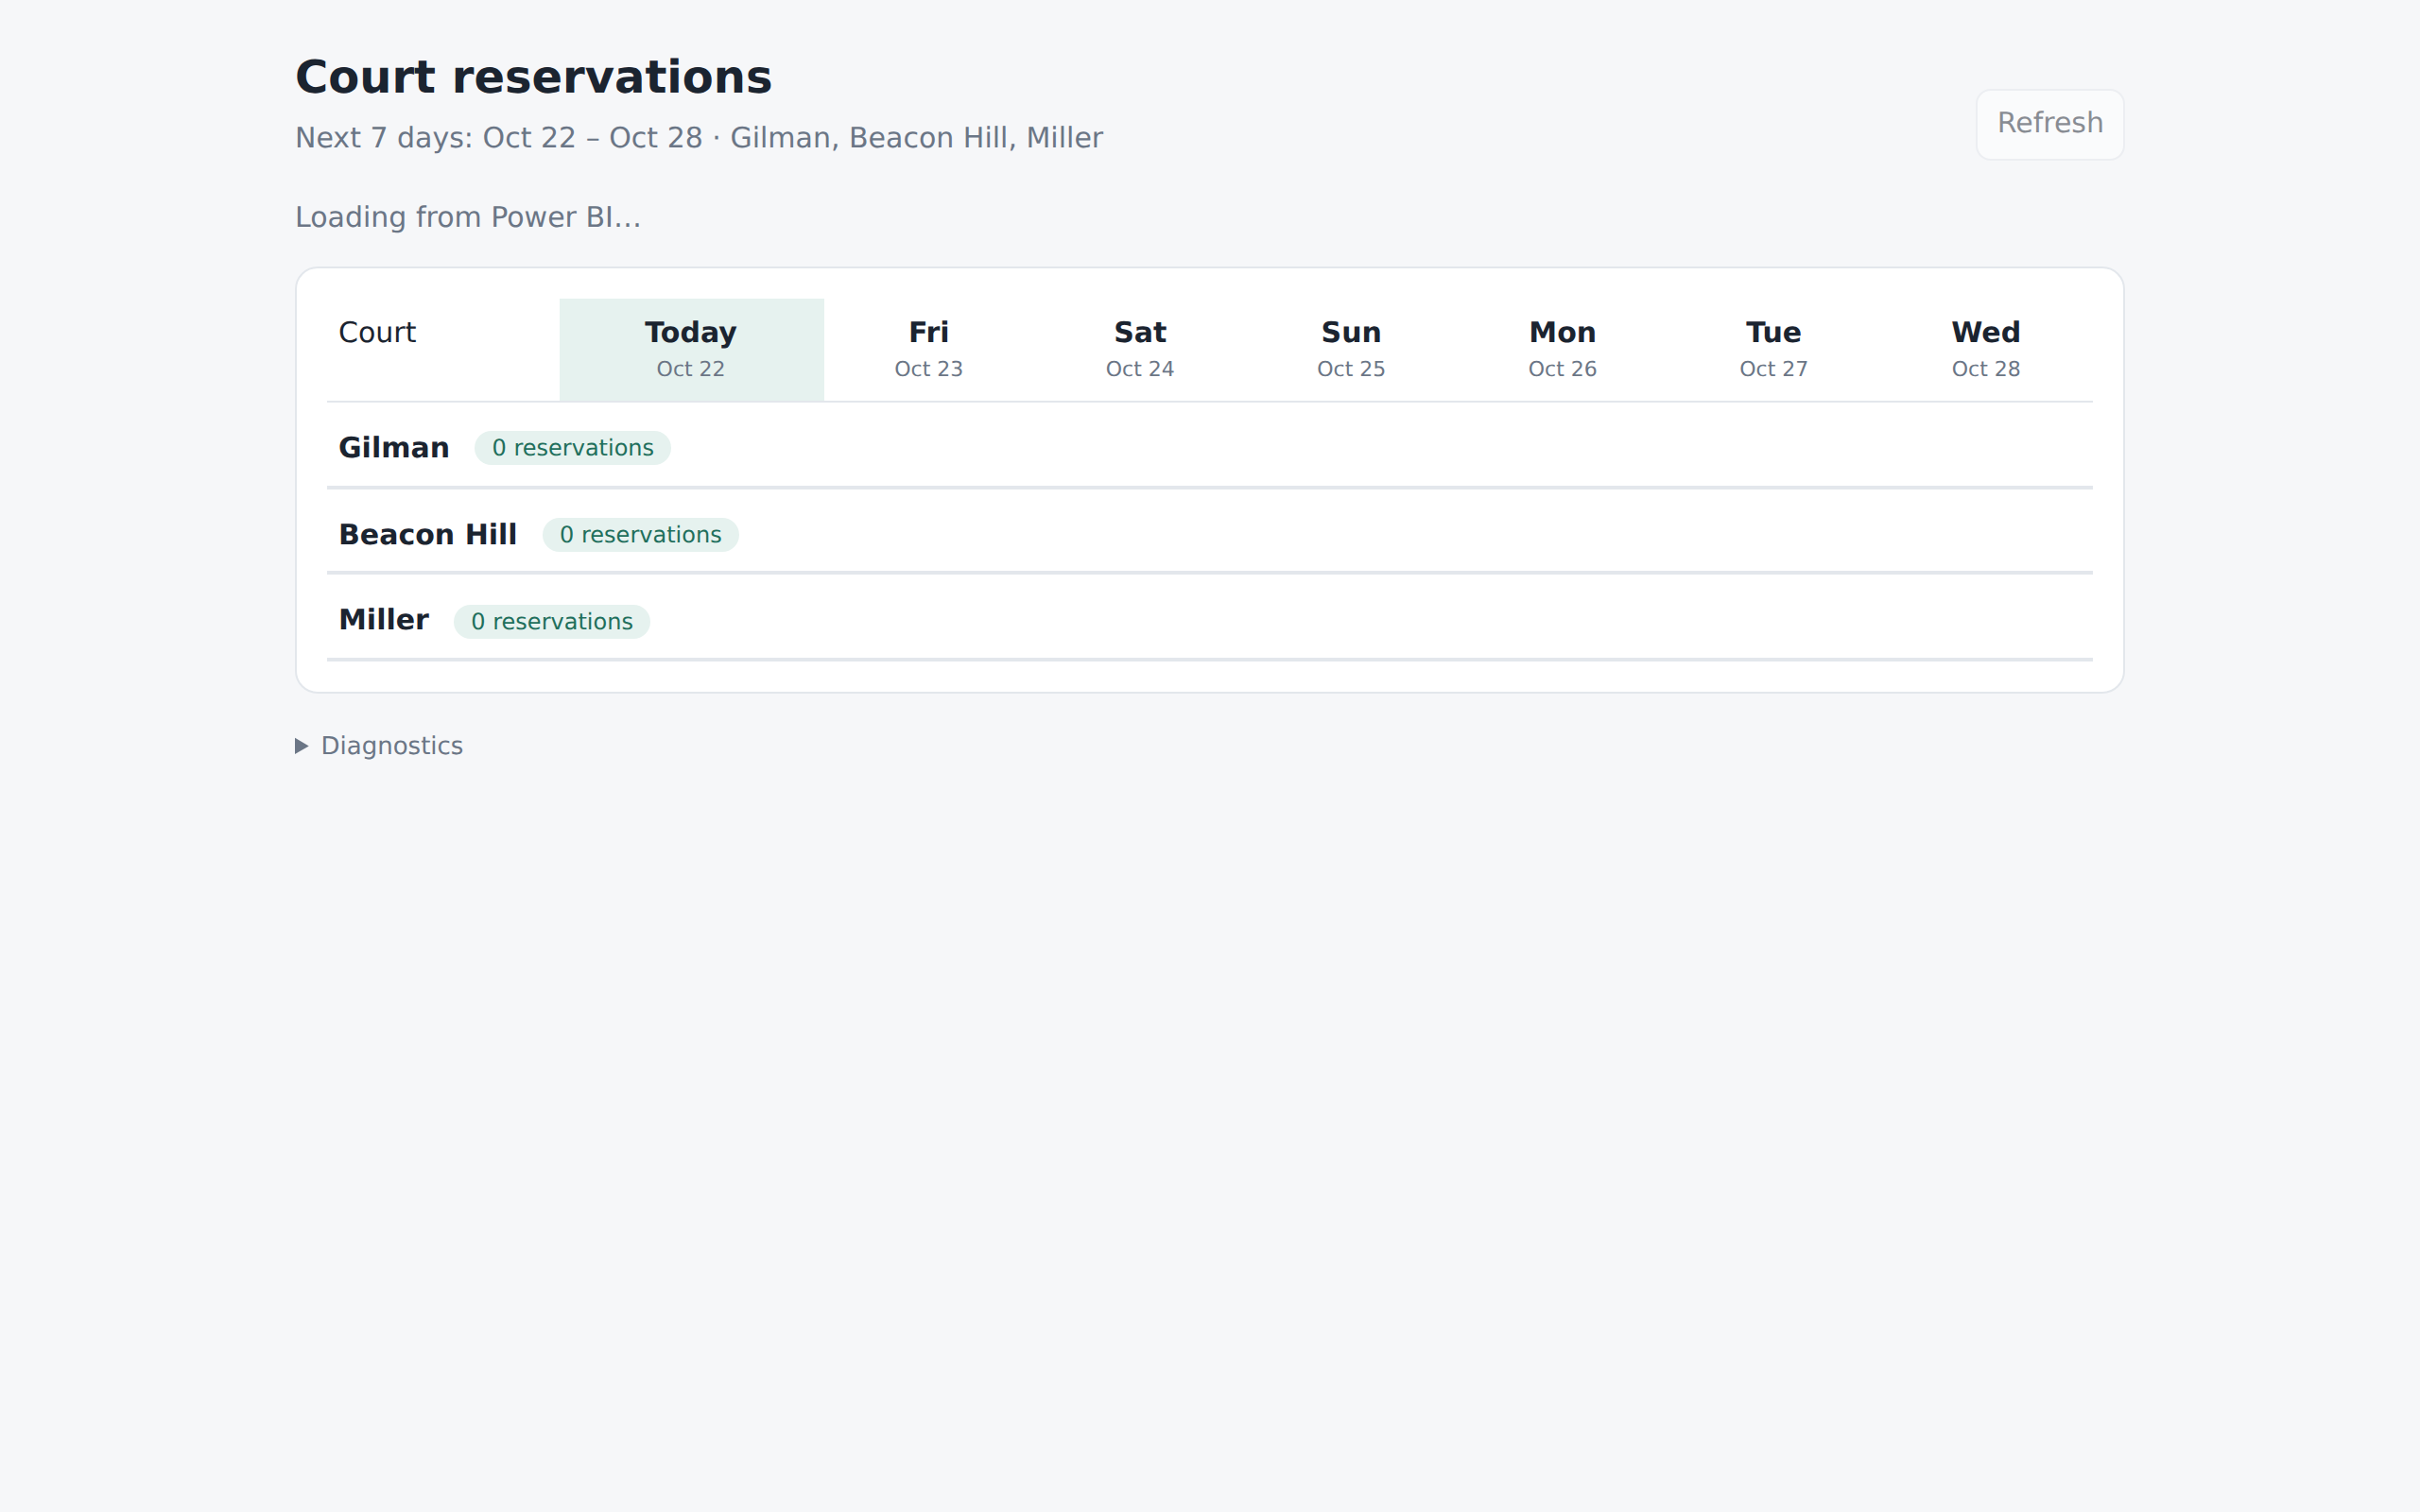 Court reservations
Next 7 days: Oct 22 – Oct 28 · Gilman, Beacon Hill, Miller
Refresh
Loading from Power BI…
Court Today Fri Sat Sun Mon Tue Wed
Oct 22 Oct 23 Oct 24 Oct 25 Oct 26 Oct 27 Oct 28
Gilman 0 reservations
Beacon Hill 0 reservations
Miller 0 reservations
Diagnostics